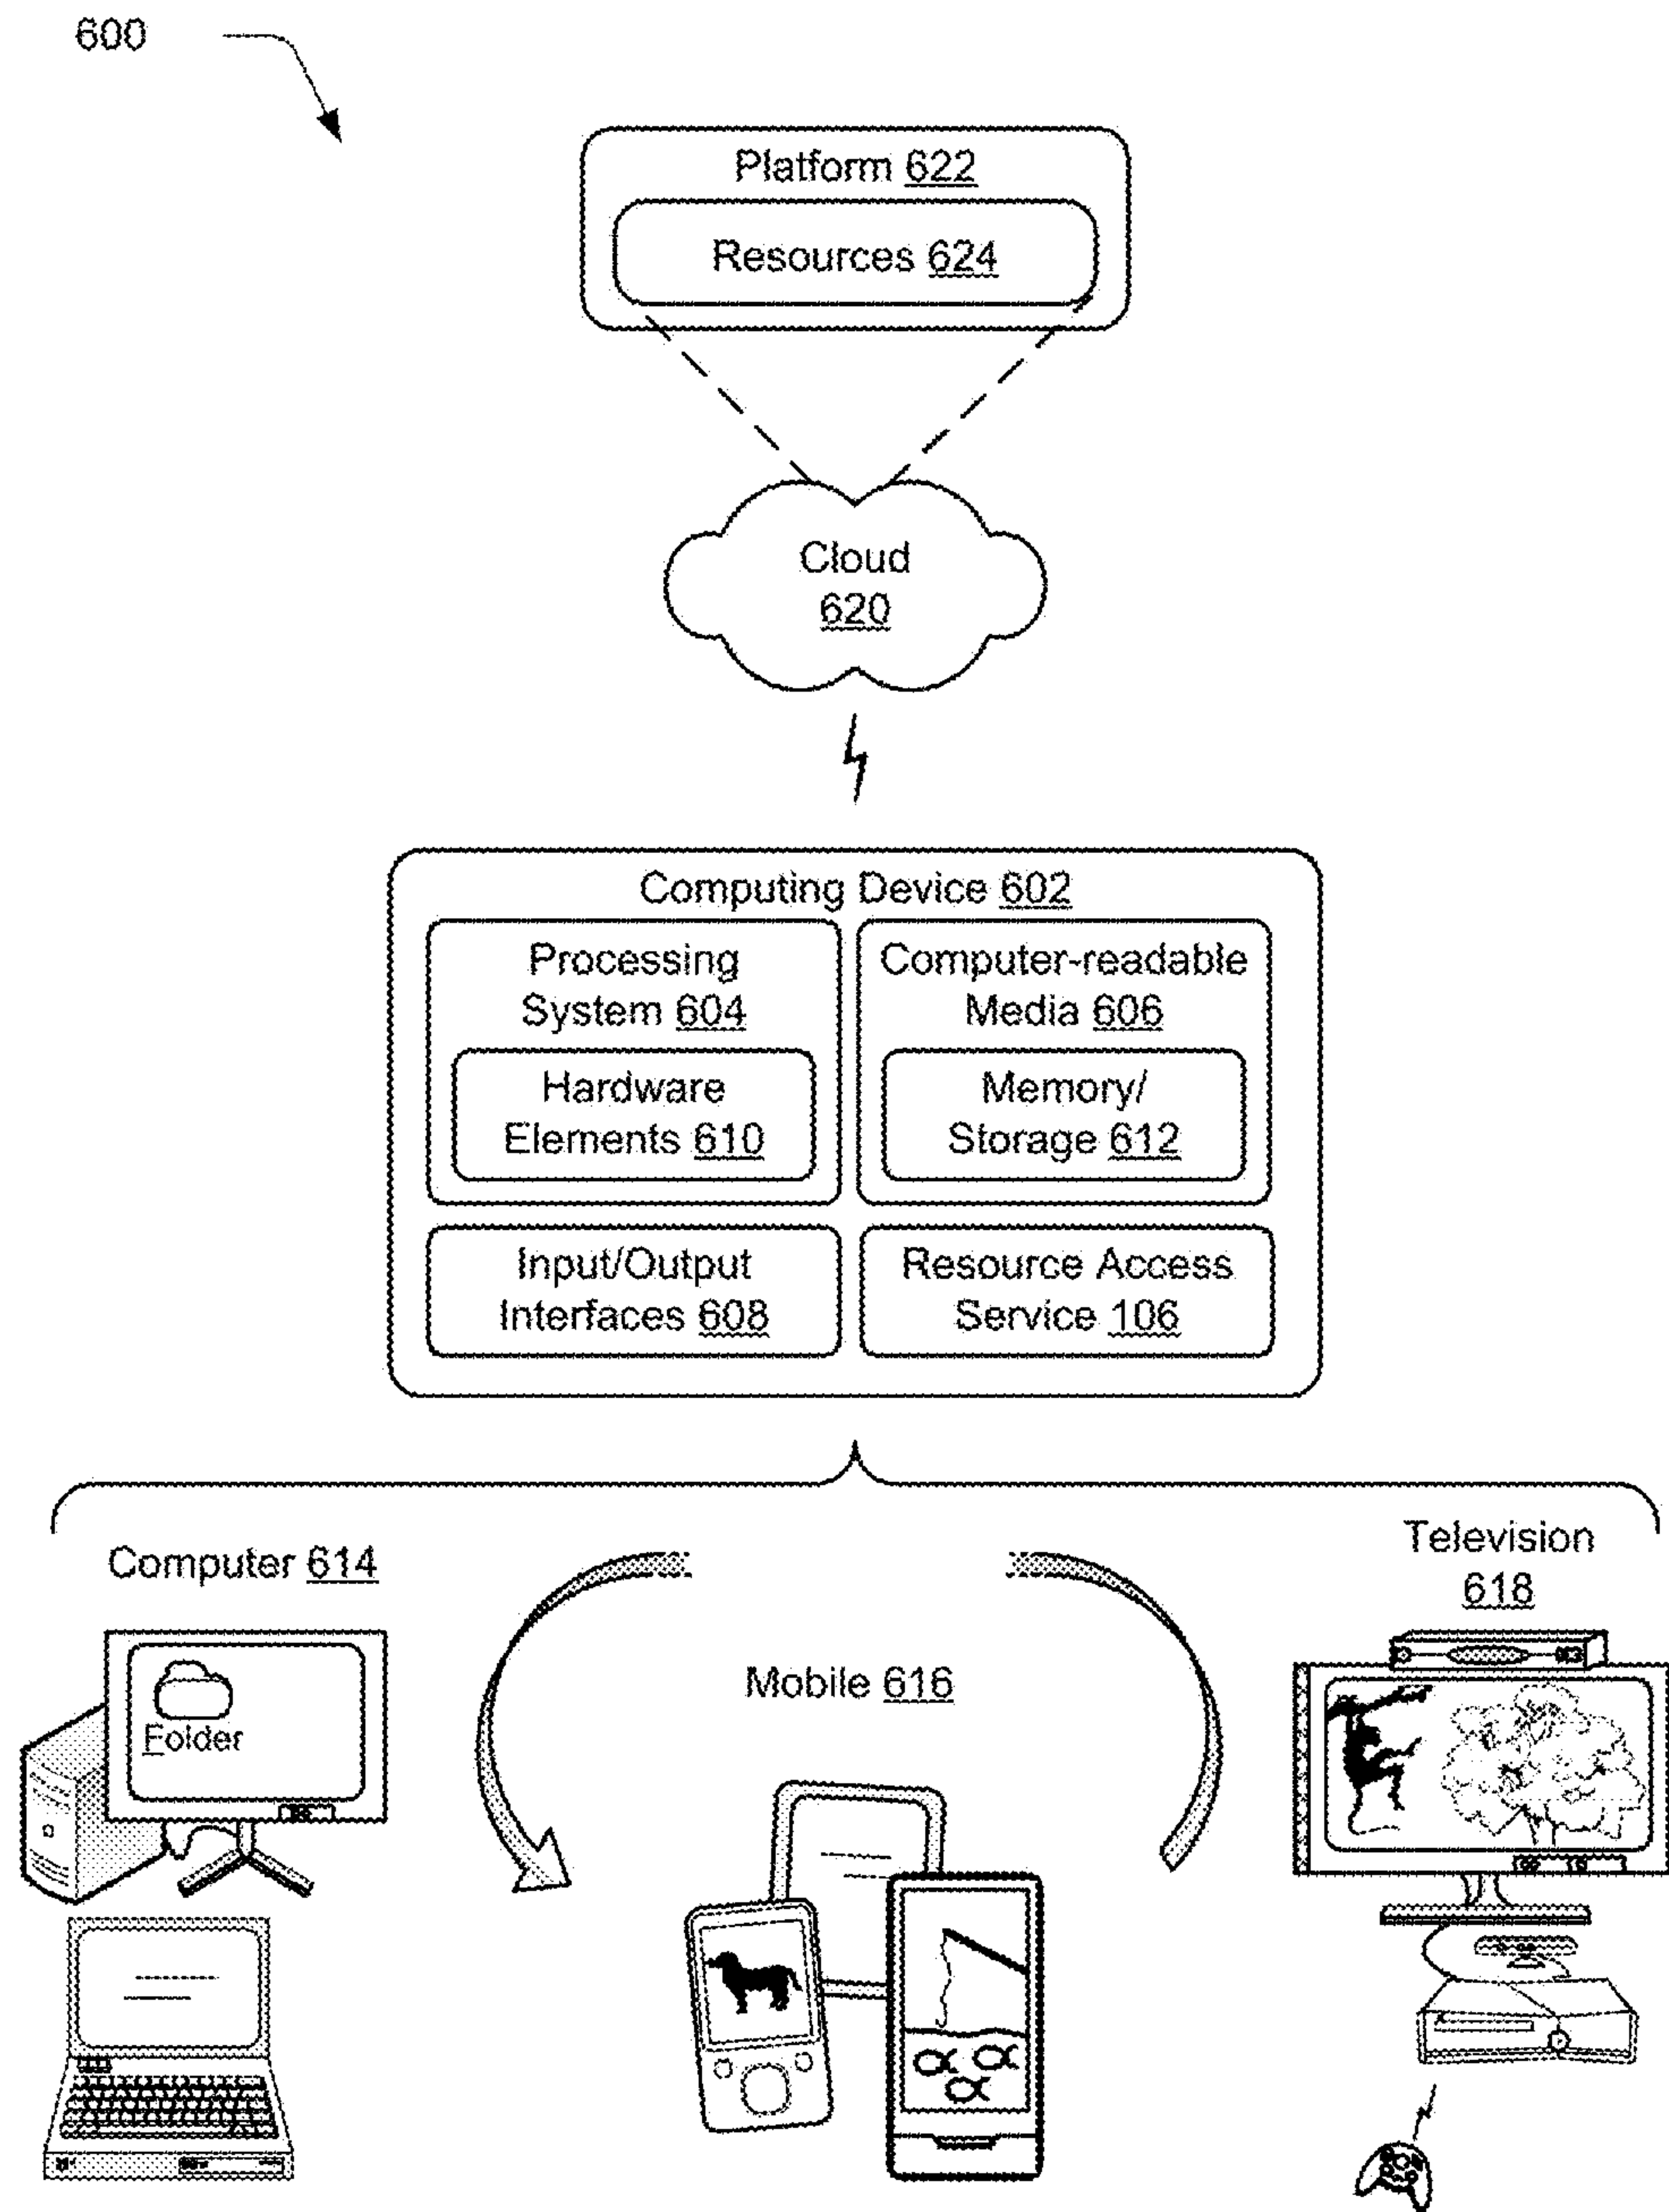 600
Platform 622
Resources 624
Cloud
620
Computing Device 602
Processing
System 604
Hardware
Elements 610
Computer-readable
Media 606
Memory/
Storage 612
Input/Output
Interfaces 608
Resource Access
Service 106
Computer 614
Folder
Mobile 616
Television
618